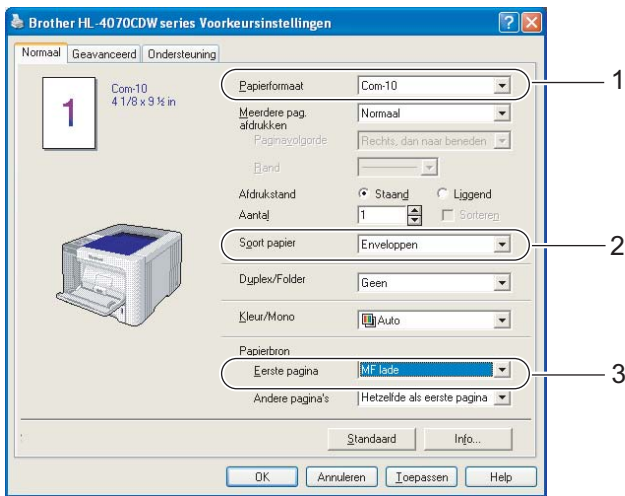 Brother HL-4070CDW series Voorkeursinstellingen
Normaal Geavanceerd Ondersteuning
1
Com-10
4 1/8 x 9 ½ in
Papierformaat Com-10 1
Meerdere pag. afdrukken Normaal
Paginavolgorde Rechts, dan naar beneden
Rand
Afdrukstand Staand Liggend
Aantal 1 Sorteren
Soort papier Enveloppen 2
Duplex/Folder Geen
Kleur/Mono Auto
Papierbron
Eerste pagina MF lade 3
Andere pagina's Hetzelfde als eerste pagina
Standaard Info...
OK Annuleren Toepassen Help